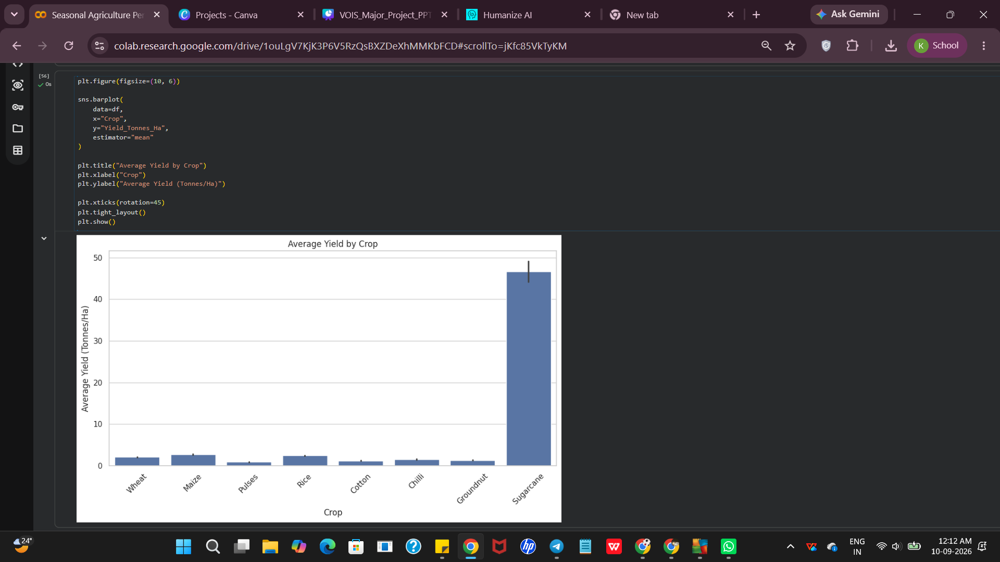 Seasonal Agriculture Per
Projects - Canva
VOIS_Major_Project_PPT
Humanize AI
New tab
Ask Gemini
colab.research.google.com/drive/1ouLgV7KjK3P6V5RzQsBXZDeXhMMKbFCD#scrollTo=jKfc85VkTyKM
K School
[56]
0s
plt.figure(figsize=(10, 6))
sns.barplot(
data=df,
x="Crop",
y="Yield_Tonnes_Ha",
estimator="mean"
)
plt.title("Average Yield by Crop")
plt.xlabel("Crop")
plt.ylabel("Average Yield (Tonnes/Ha)")
plt.xticks(rotation=45)
plt.tight_layout()
plt.show()
Average Yield by Crop
Average Yield (Tonnes/Ha)
50
40
30
20
10
0
Wheat
Maize
Pulses
Rice
Cotton
Chilli
Groundnut
Sugarcane
Crop
24°
hp
W
ENG
IN
12:12 AM
10-09-2026